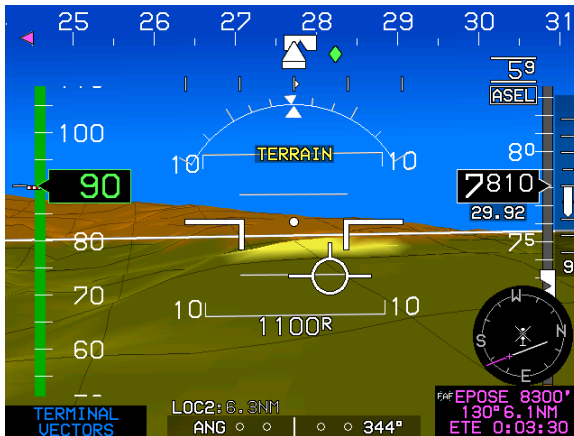 25 26 27 28 29 30 31
5⁹
ASEL
110
100
TERRAIN
8⁰
10 10
90
7810
29.92
80
7⁵
70
9
10 10
1100R
W
N
S
E
60
LOC2: 6.3NM
FAF EPOSE 8300'
TERMINAL
130° 6.1NM
VECTORS
ANG 344°
ETE 0:03:30